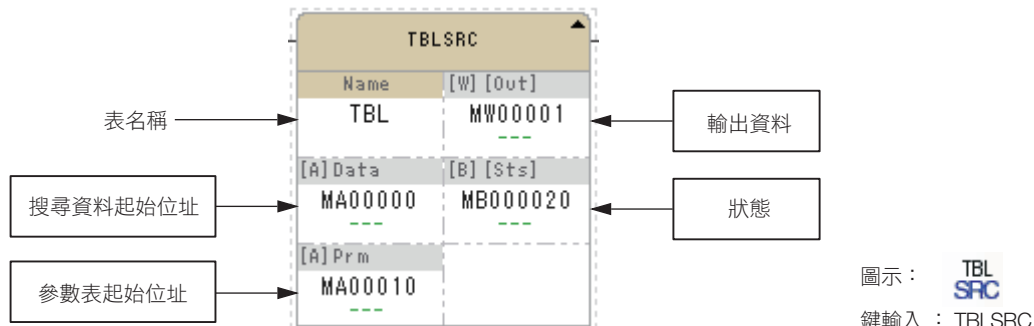 TBLSRC
Name [W] [Out]
表名稱 TBL MW00001 輸出資料
---
[A] Data [B] [Sts]
搜尋資料起始位址 MA00000 MB000020 狀態
--- ---
[A] Prm
參數表起始位址 MA00010
---
圖示： TBL
SRC
鍵輸入 ： TBLSRC